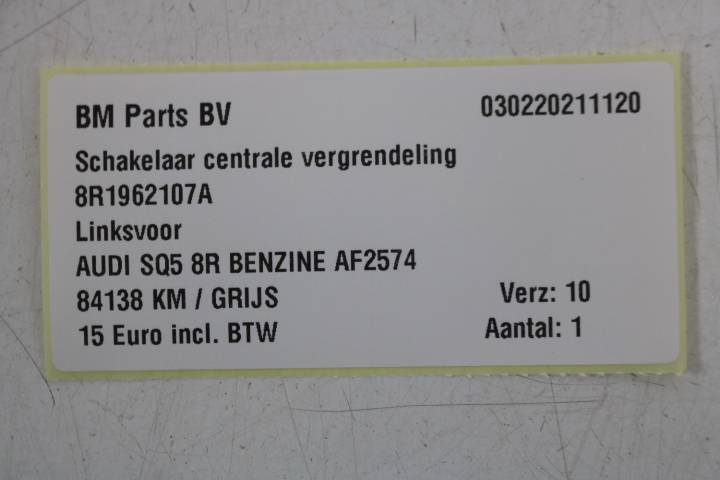 BM Parts BV 030220211120
Schakelaar centrale vergrendeling
8R1962107A
Linksvoor
AUDI SQ5 8R BENZINE AF2574
84138 KM / GRIJS Verz: 10
15 Euro incl. BTW Aantal: 1